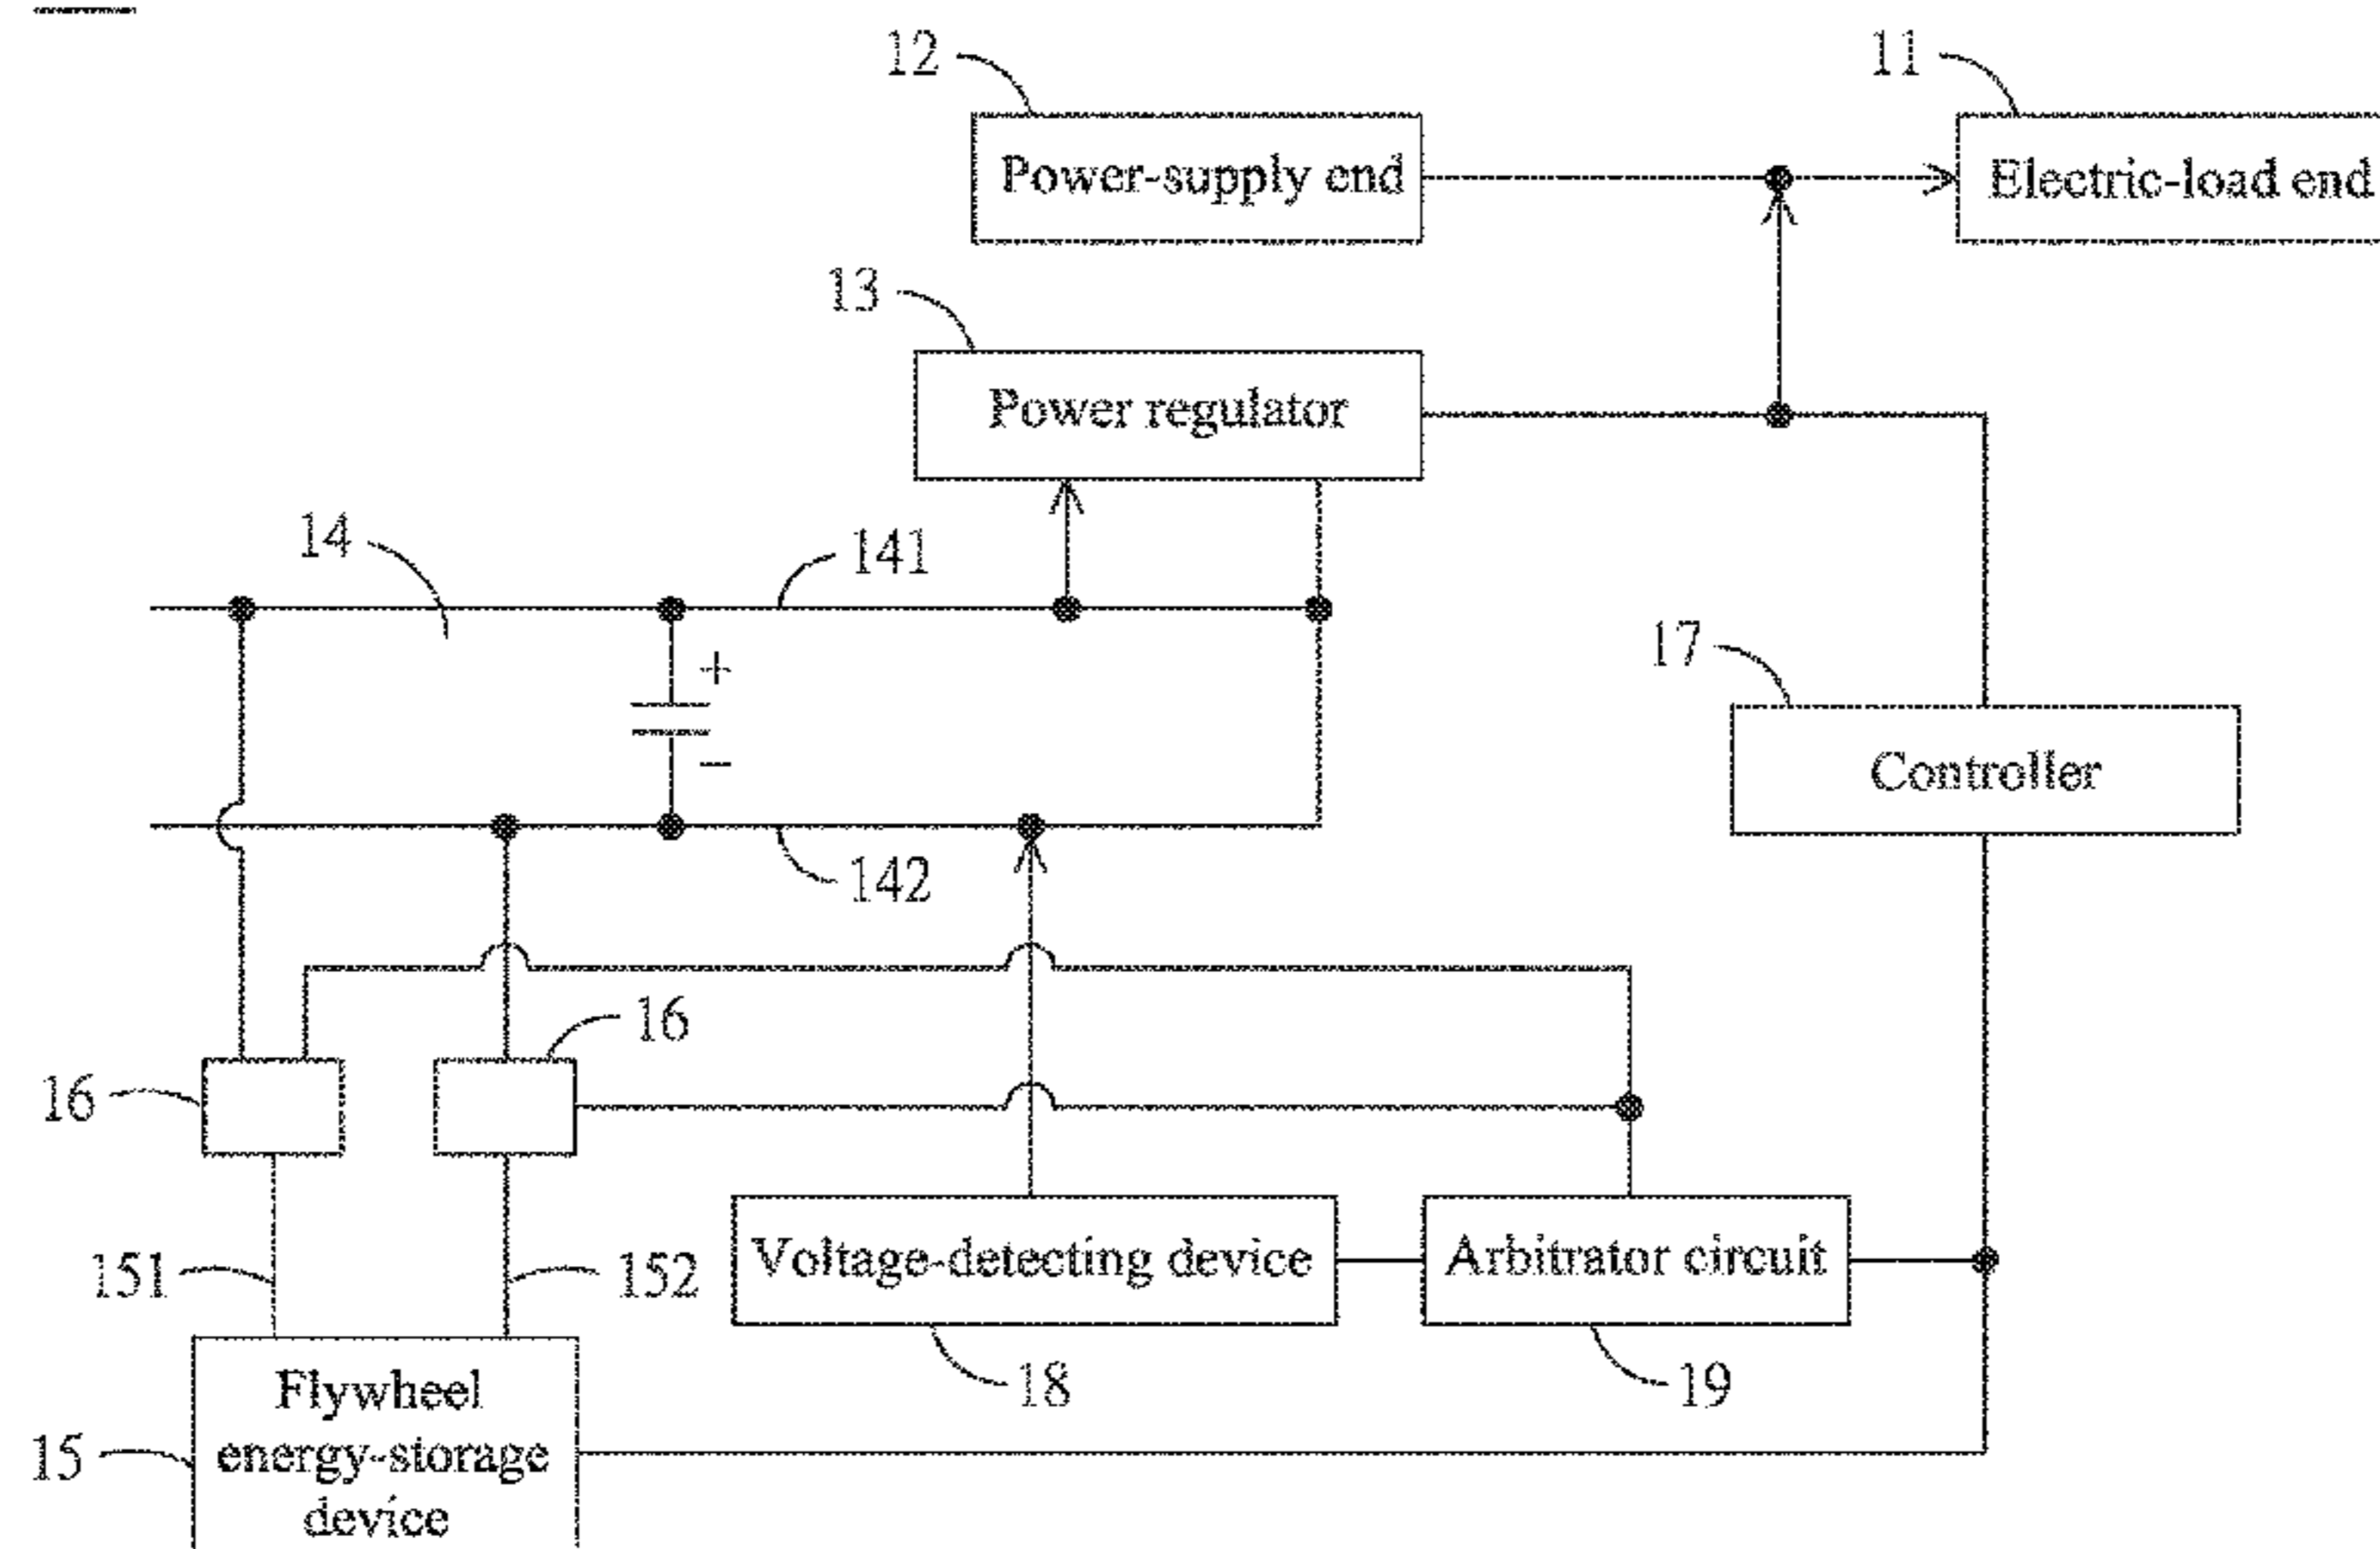 12
11
Power-supply end
Electric-load end
13
Power regulator
14
141
+
17
−
Controller
142
16
16
151
152
Voltage-detecting device
Arbitrator circuit
18
19
Flywheel
energy-storage
device
15